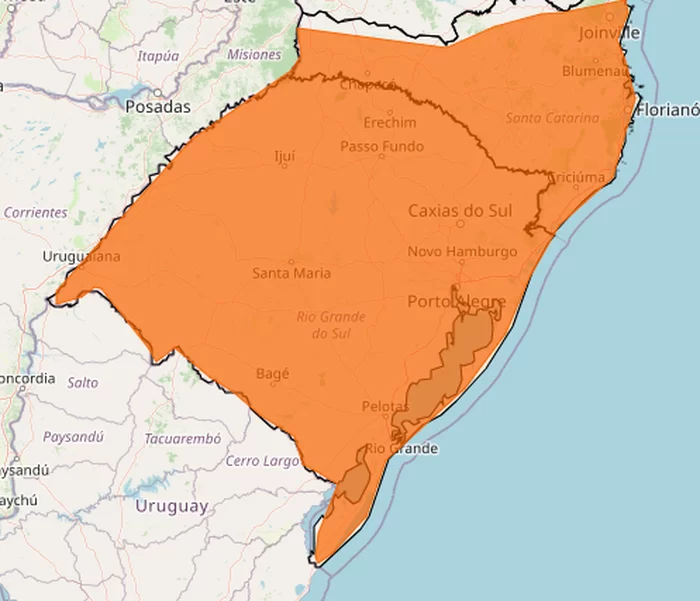 Itapúa
Misiones
Joinville
Blumenau
Posadas
Chapecó
Florianó
Erechim
Santa Catarina
Ijuí
Passo Fundo
Criciúma
Corrientes
Caxias do Sul
Uruguaiana
Novo Hamburgo
Santa Maria
Porto Alegre
Rio Grande
do Sul
oncordia
Salto
Bagé
Pelotas
Paysandú
Tacuarembó
Rio Grande
Cerro Largo
aysandú
aychú
Uruguay